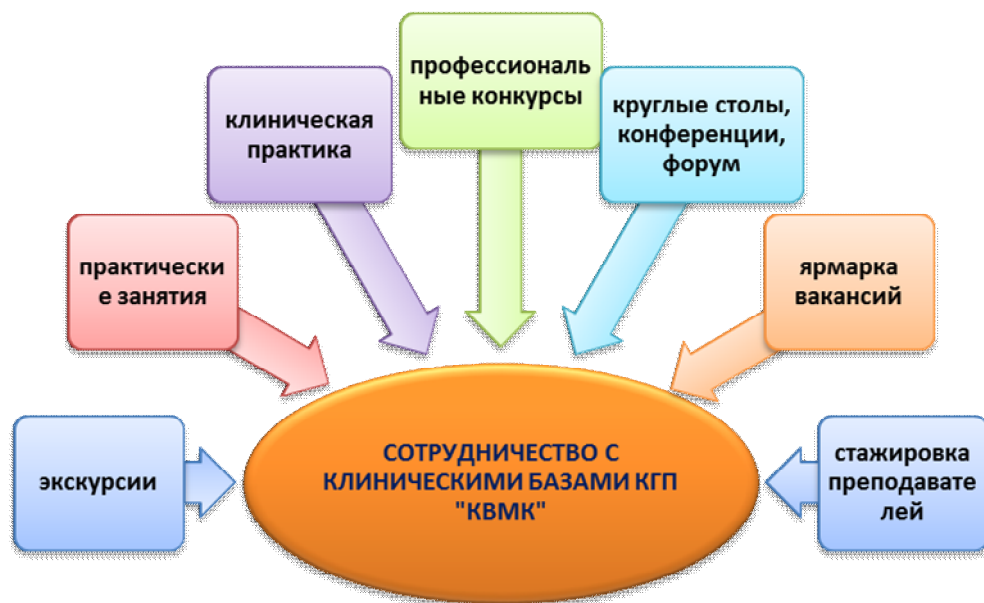 профессиональ
ные конкурсы
клиническая
практика
круглые столы,
конференции,
форум
практически
е занятия
ярмарка
вакансий
экскурсии
СОТРУДНИЧЕСТВО С
КЛИНИЧЕСКИМИ БАЗАМИ КГП
"КВМК"
стажировка
преподавате
лей